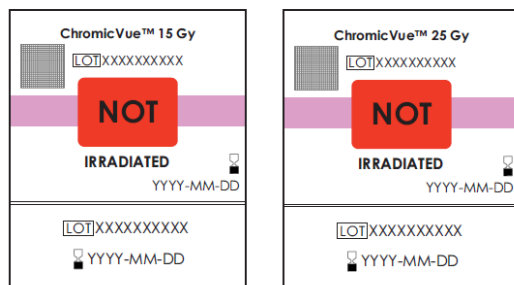 ChromicVue™ 15 Gy
LOT XXXXXXXXXX
NOT
IRRADIATED
YYYY-MM-DD
LOT XXXXXXXXXX
YYYY-MM-DD
ChromicVue™ 25 Gy
LOT XXXXXXXXXX
NOT
IRRADIATED
YYYY-MM-DD
LOT XXXXXXXXXX
YYYY-MM-DD